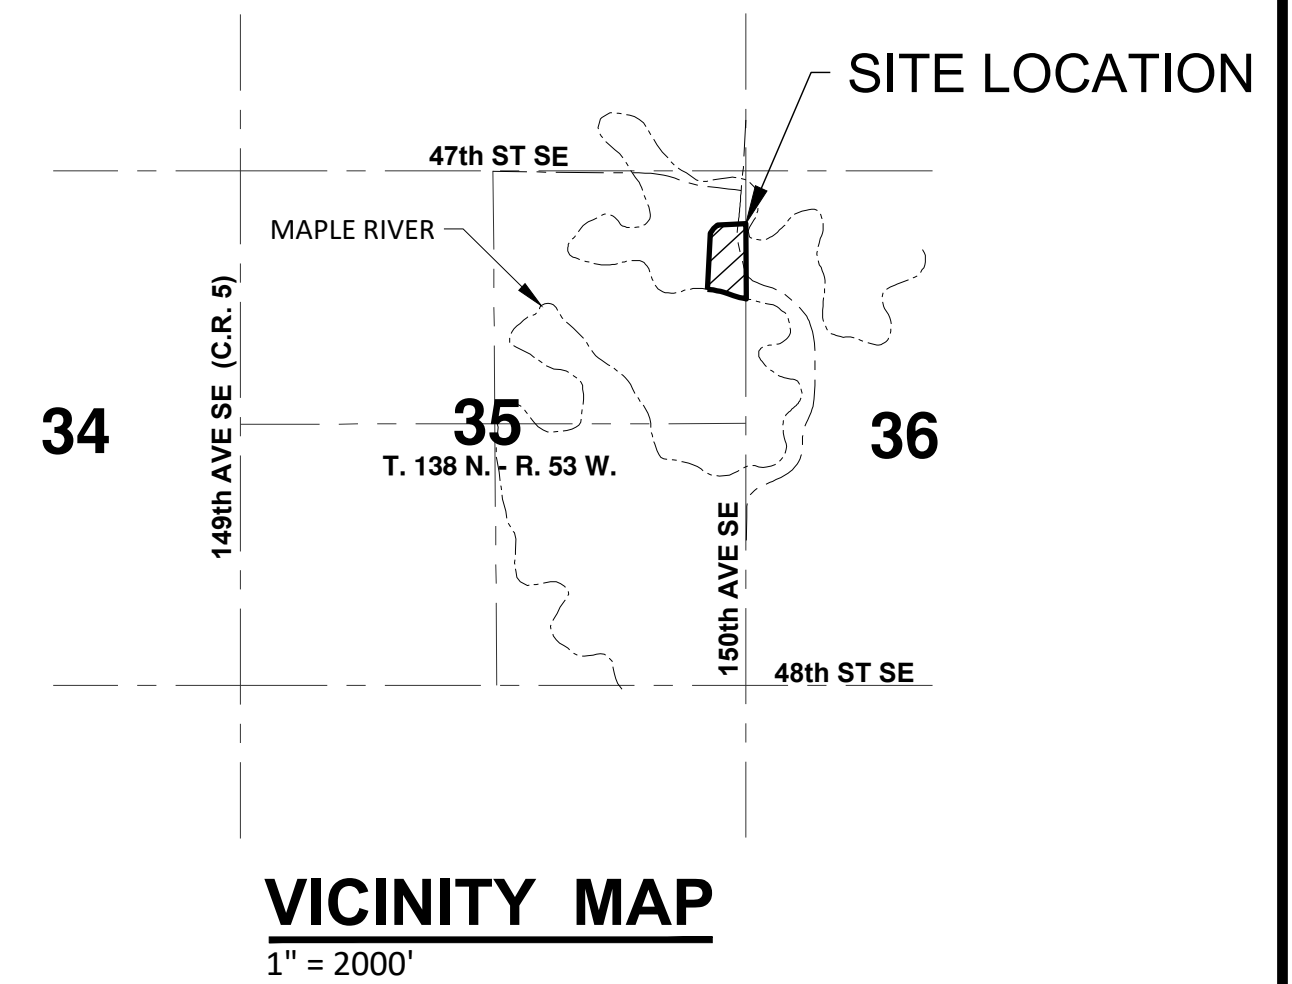 SITE LOCATION
47th ST SE
MAPLE RIVER
149th AVE SE (C.R. 5)
34
35
36
T. 138 N. - R. 53 W.
150th AVE SE
48th ST SE
VICINITY MAP
1" = 2000'